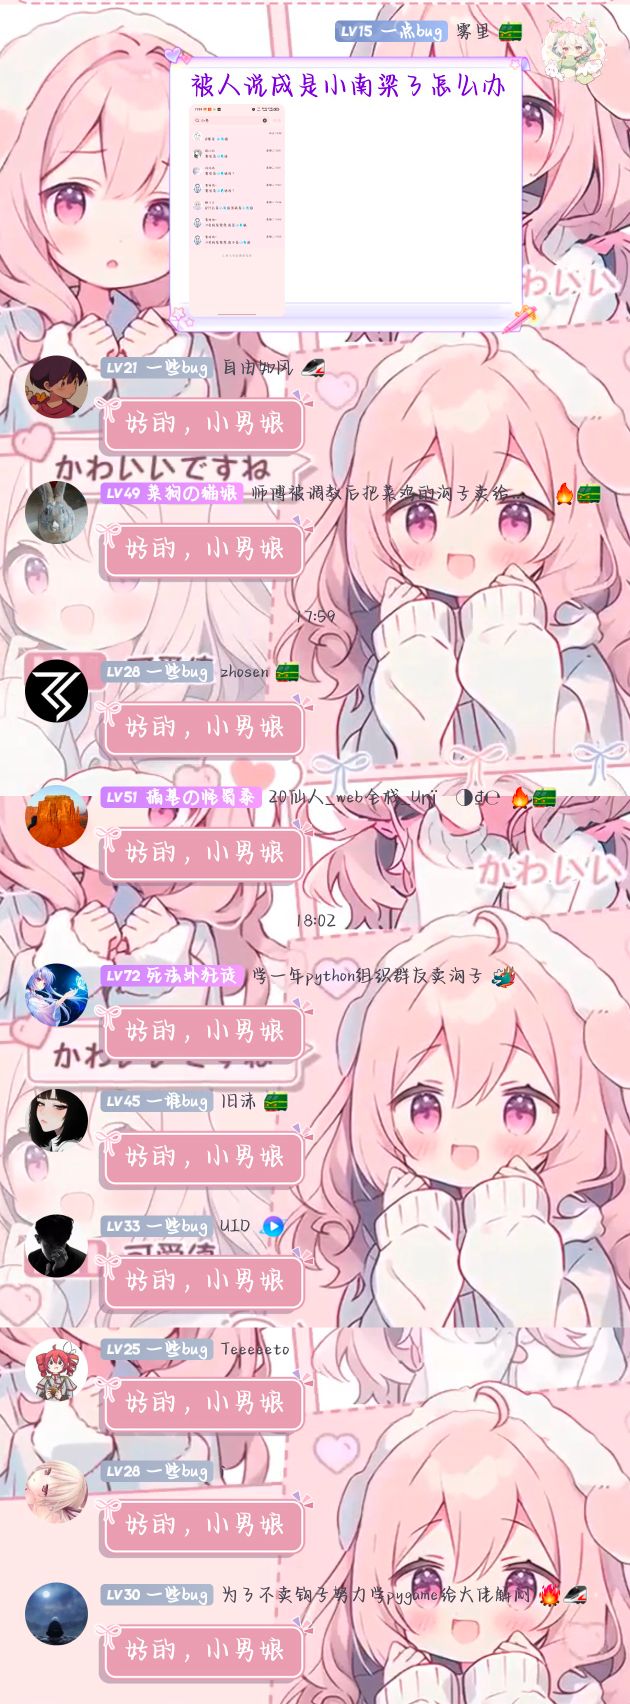 LV15 一点bug 雾里
被人说成是小南梁了怎么办
LV21 一些bug 自由如风
好的，小男娘
かわいいですね
LV49 菜狗の猫娘 师傅被调教后把菜鸡的沟子卖给...
好的，小男娘
17:59
LV28 一些bug zhosen
好的，小男娘
LV51 搞基の怪蜀黍 20仙人_web全栈_Unji
好的，小男娘
かわいい
18:02
LV72 死法外狂徒 学一年python组织群友卖沟子
好的，小男娘
LV45 一堆bug 旧沫
好的，小男娘
LV33 一些bug UID
好的，小男娘
LV25 一些bug Teeeeeto
好的，小男娘
LV28 一些bug
好的，小男娘
LV30 一些bug 为了不卖钩子努力学pygame给大佬解闷
好的，小男娘